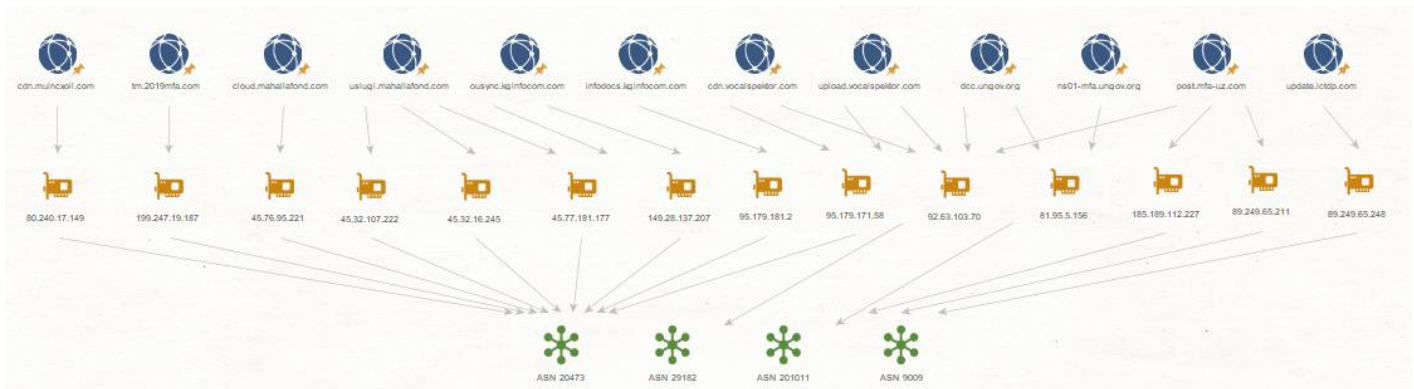 cdn.muincxoil.com
tm.2019mfa.com
cloud.mahallafond.com
uslugi.mahallafond.com
ousync.kginfocom.com
infodocs.kginfocom.com
cdn.vocalspektor.com
upload.vocalspektor.com
dcc.ungov.org
ns01-mfa.ungov.org
post.mfa-uz.com
update.ictdp.com
80.240.17.149
199.247.19.187
45.76.95.221
45.32.107.222
45.32.16.245
45.77.181.177
149.28.137.207
95.179.181.2
95.179.171.58
92.63.103.70
81.95.5.156
185.189.112.227
89.249.65.211
89.249.65.248
ASN 20473
ASN 29182
ASN 201011
ASN 9009